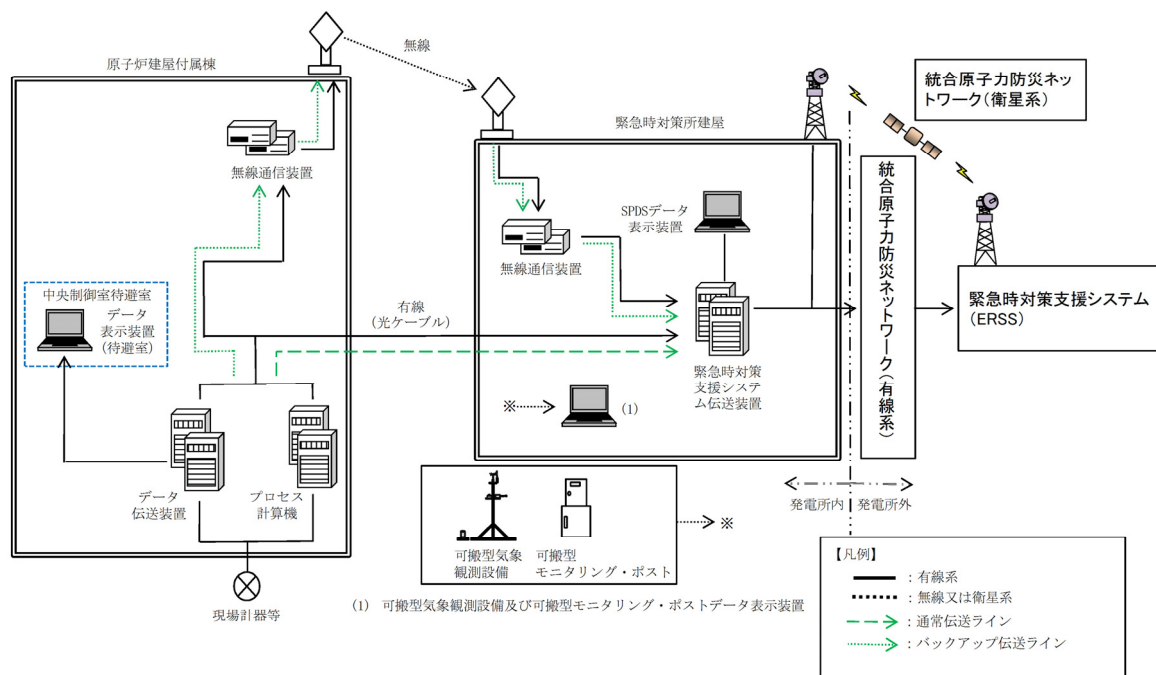 原子炉建屋付属棟
無線
無線通信装置
中央制御室待避室
データ
表示装置
(待避室)
データ
伝送装置
プロセス
計算機
現場計器等
有線
(光ケーブル)
緊急時対策所建屋
無線通信装置
SPDSデータ
表示装置
緊急時対策
支援システ
ム伝送装置
※
(1)
可搬型気象
観測設備
可搬型
モニタリング・ポスト
※
(1) 可搬型気象観測設備及び可搬型モニタリング・ポストデータ表示装置
統合原子力防災ネッ
トワーク(衛星系)
統合原子力防災ネットワーク(有線系)
緊急時対策支援システム
(ERSS)
発電所内
発電所外
【凡例】
:有線系
:無線又は衛星系
:通常伝送ライン
:バックアップ伝送ライン